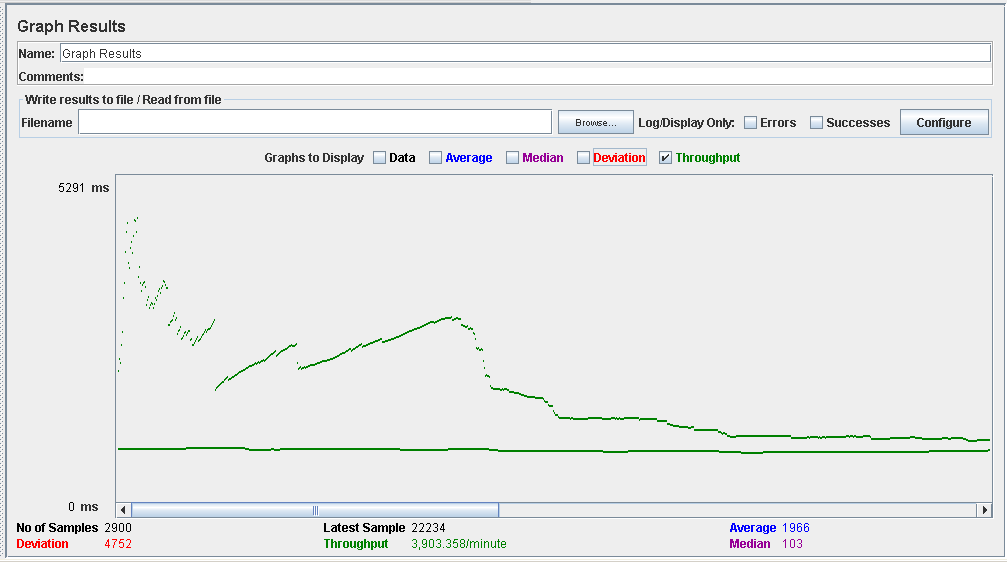 Graph Results
Name: Graph Results
Comments:
Write results to file / Read from file
Filename Browse... Log/Display Only: Errors Successes Configure
Graphs to Display Data Average Median Deviation Throughput
5291 ms
0 ms
No of Samples 2900 Latest Sample 22234 Average 1966
Deviation 4752 Throughput 3,903.358/minute Median 103